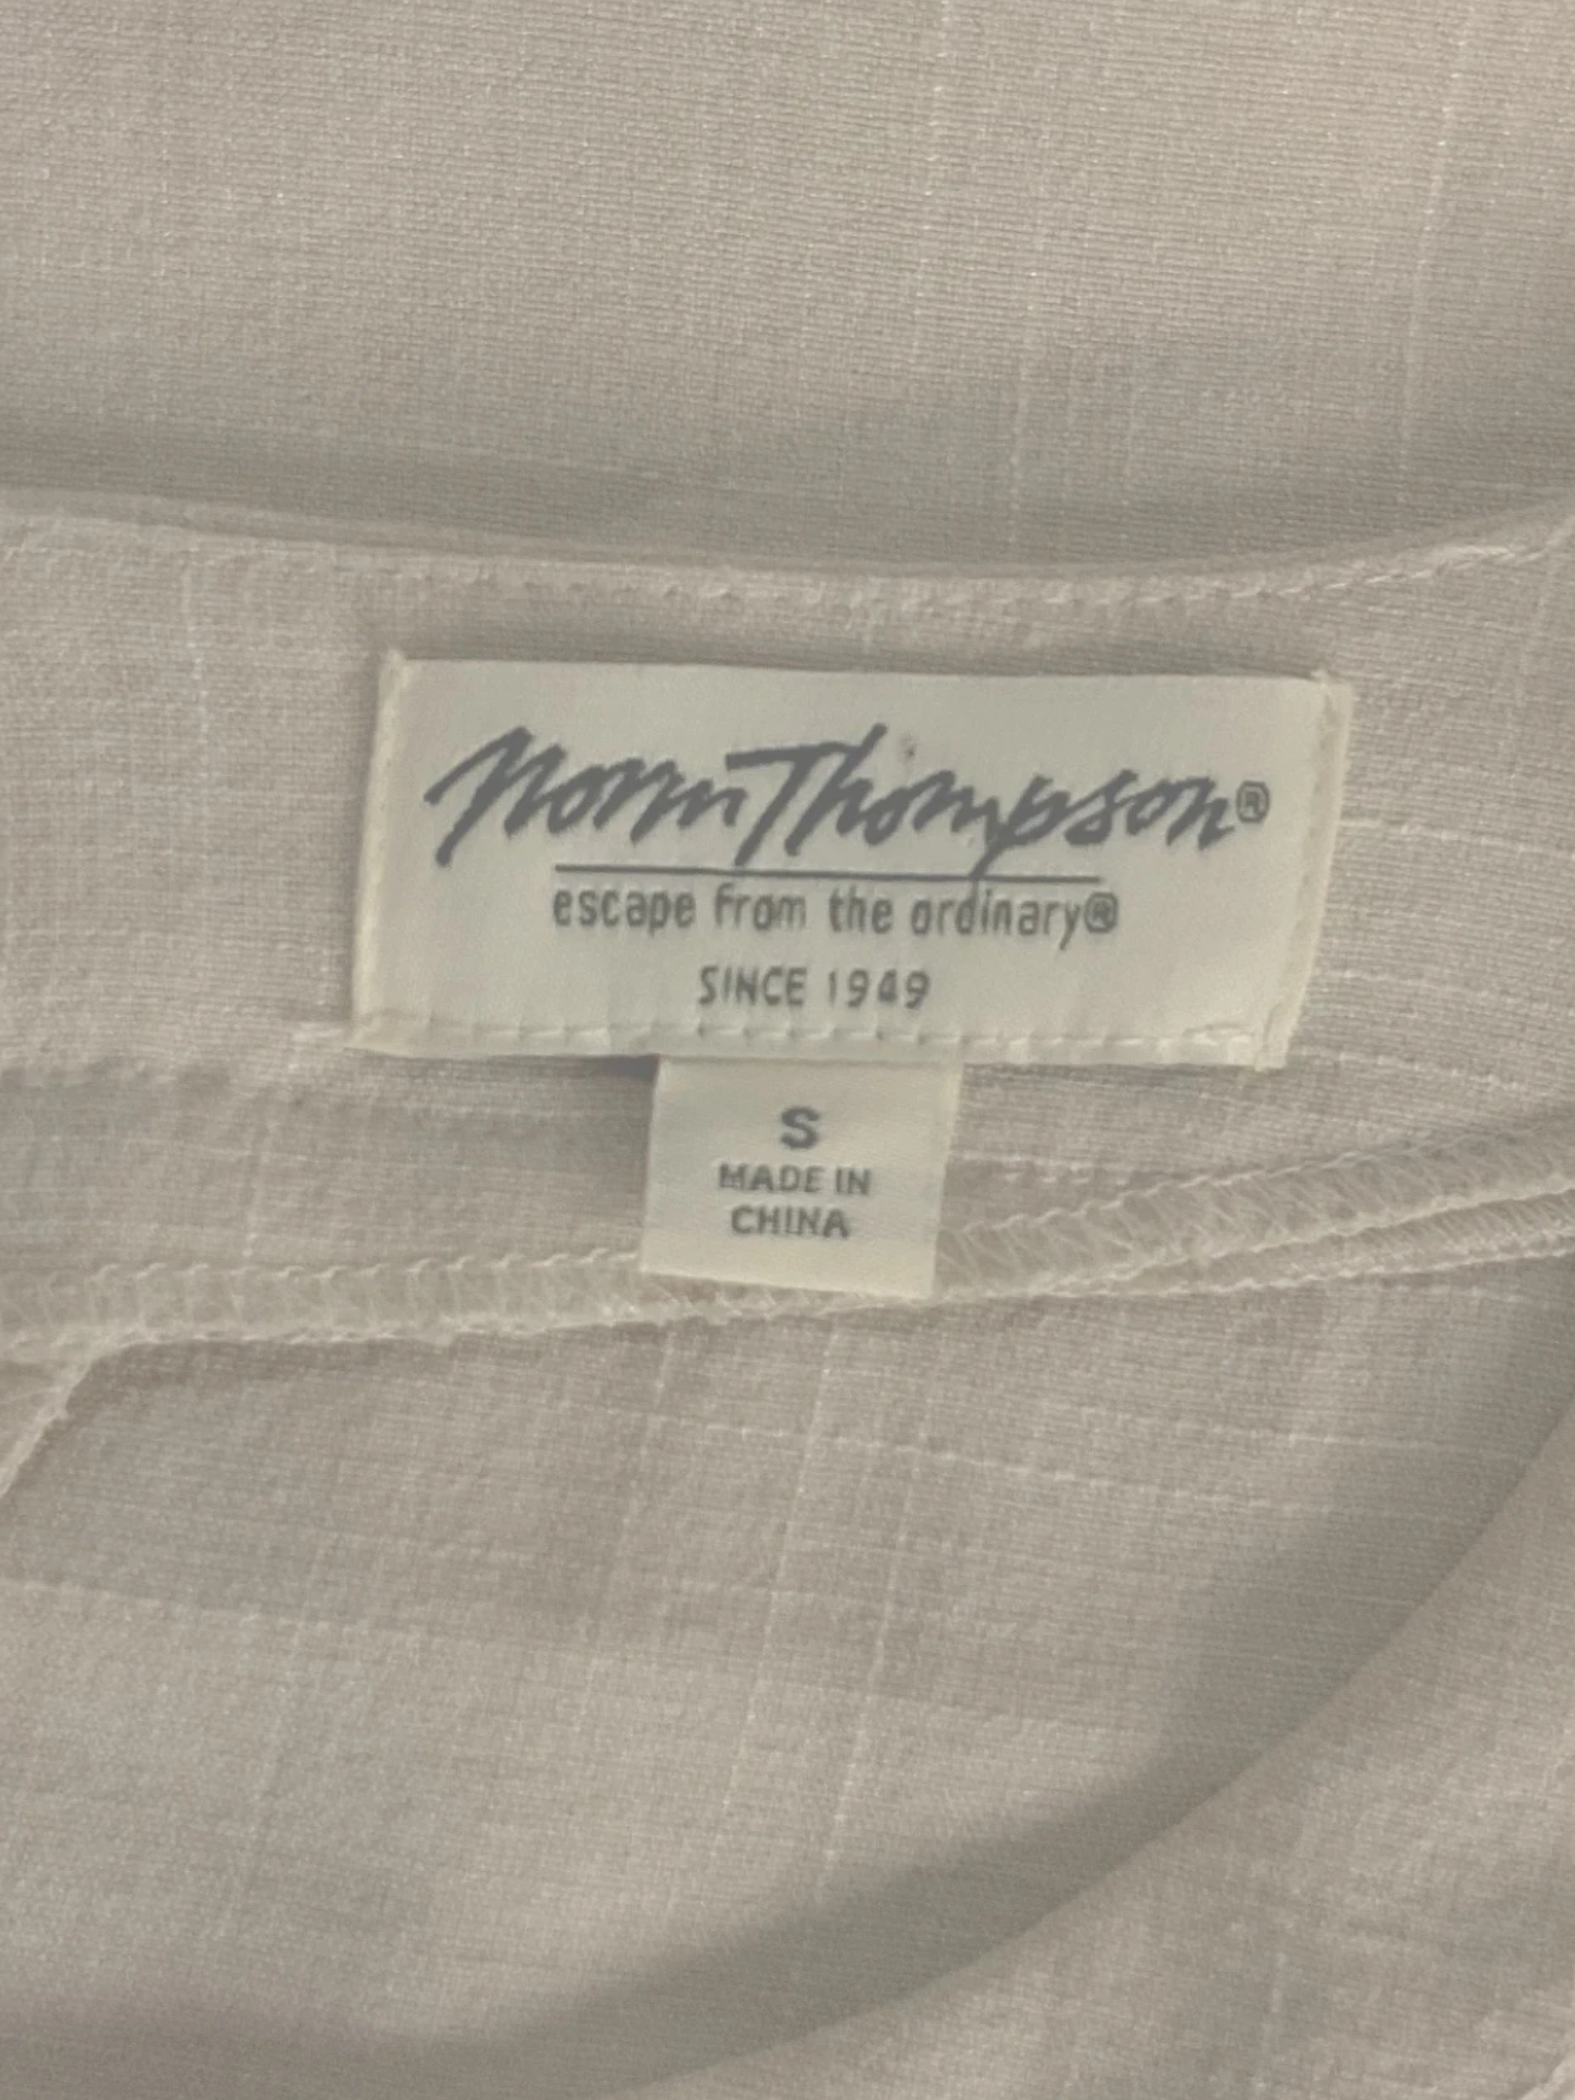 Norm Thompson®
escape from the ordinary®
SINCE 1949
S
MADE IN
CHINA